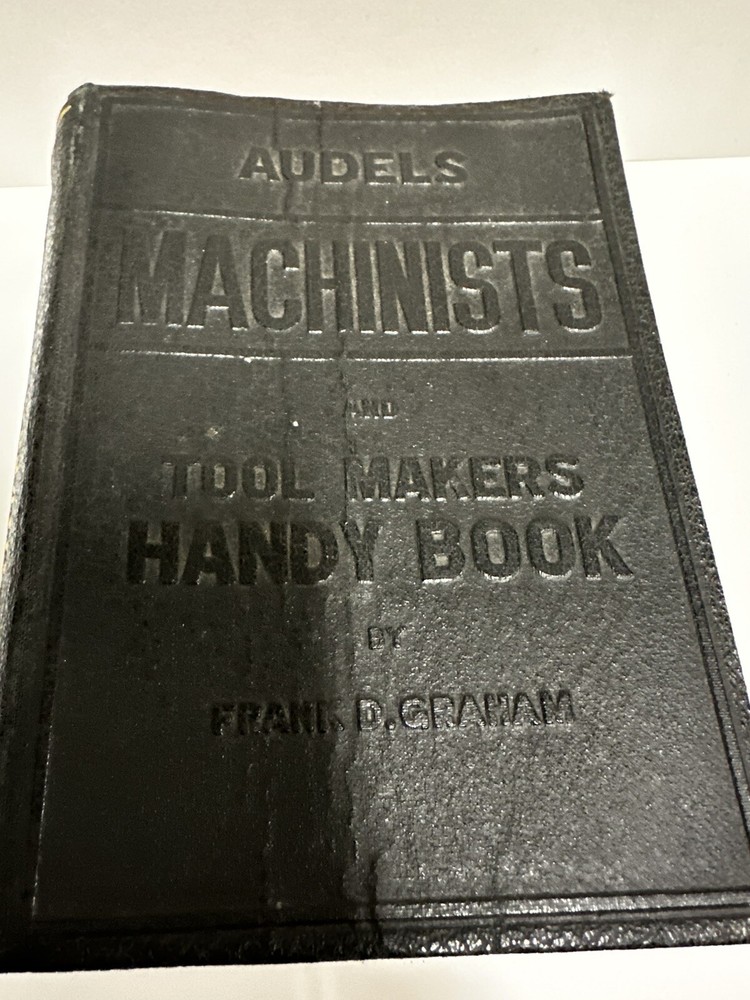 AUDELS
MACHINISTS
AND
TOOL MAKERS
HANDY BOOK
BY
FRANK D. GRAHAM